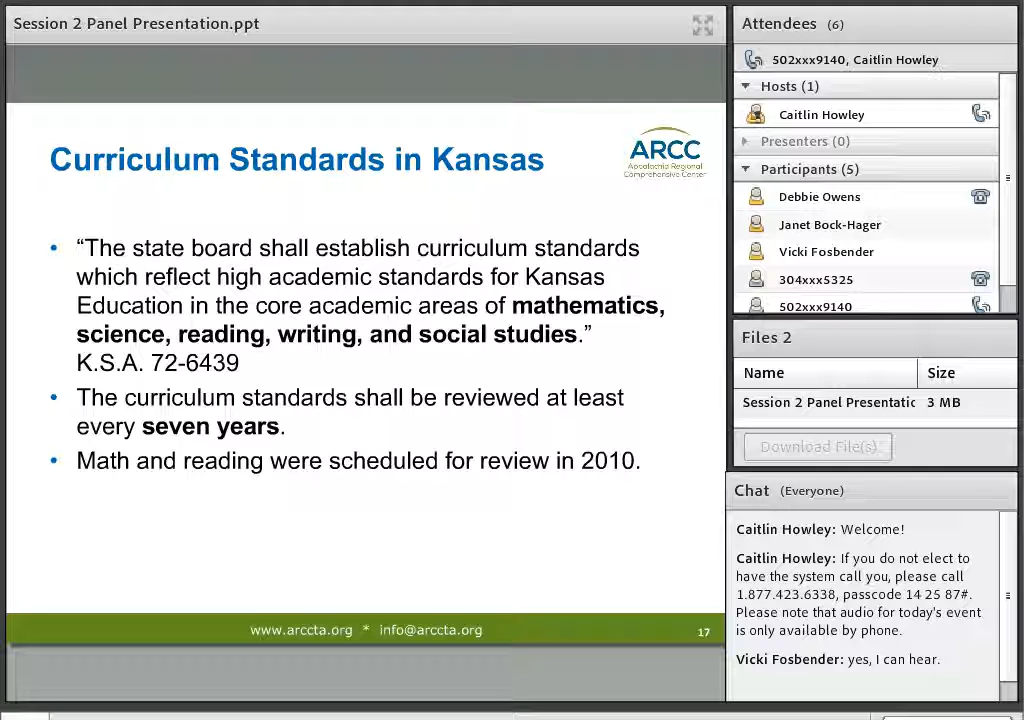 Session 2 Panel Presentation.ppt
Curriculum Standards in Kansas
ARCC
Appalachia Regional
Comprehensive Center
• “The state board shall establish curriculum standards
which reflect high academic standards for Kansas
Education in the core academic areas of mathematics,
science, reading, writing, and social studies.”
K.S.A. 72-6439
• The curriculum standards shall be reviewed at least
every seven years.
• Math and reading were scheduled for review in 2010.
www.arccta.org * info@arccta.org
17
Attendees (6)
502xxx9140, Caitlin Howley
Hosts (1)
Caitlin Howley
Presenters (0)
Participants (5)
Debbie Owens
Janet Bock-Hager
Vicki Fosbender
304xxx5325
502xxx9140
Files 2
Name Size
Session 2 Panel Presentatic 3 MB
Download File(s)
Chat (Everyone)
Caitlin Howley: Welcome!
Caitlin Howley: If you do not elect to
have the system call you, please call
1.877.423.6338, passcode 14 25 87#.
Please note that audio for today's event
is only available by phone.
Vicki Fosbender: yes, I can hear.